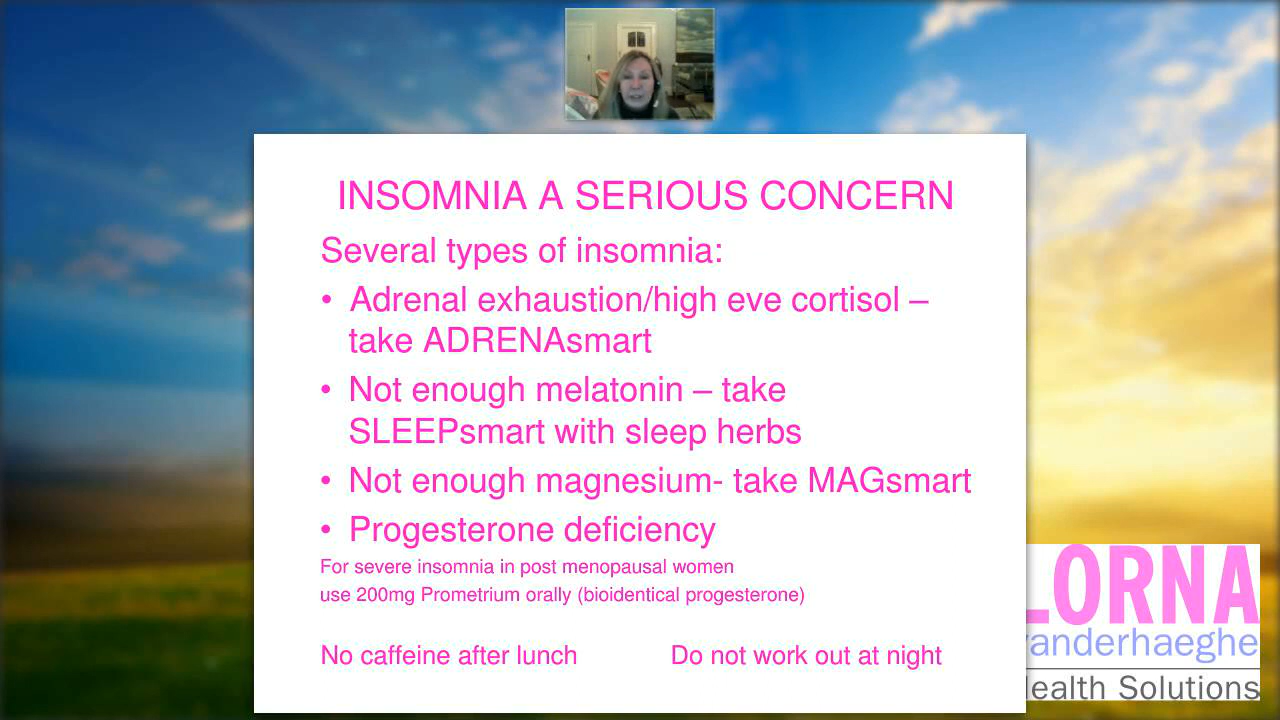 INSOMNIA A SERIOUS CONCERN
Several types of insomnia:
• Adrenal exhaustion/high eve cortisol –
take ADRENAsmart
• Not enough melatonin – take
SLEEPsmart with sleep herbs
• Not enough magnesium- take MAGsmart
• Progesterone deficiency
For severe insomnia in post menopausal women
use 200mg Prometrium orally (bioidentical progesterone)
No caffeine after lunch Do not work out at night
LORNA
vanderhaeghe
Health Solutions